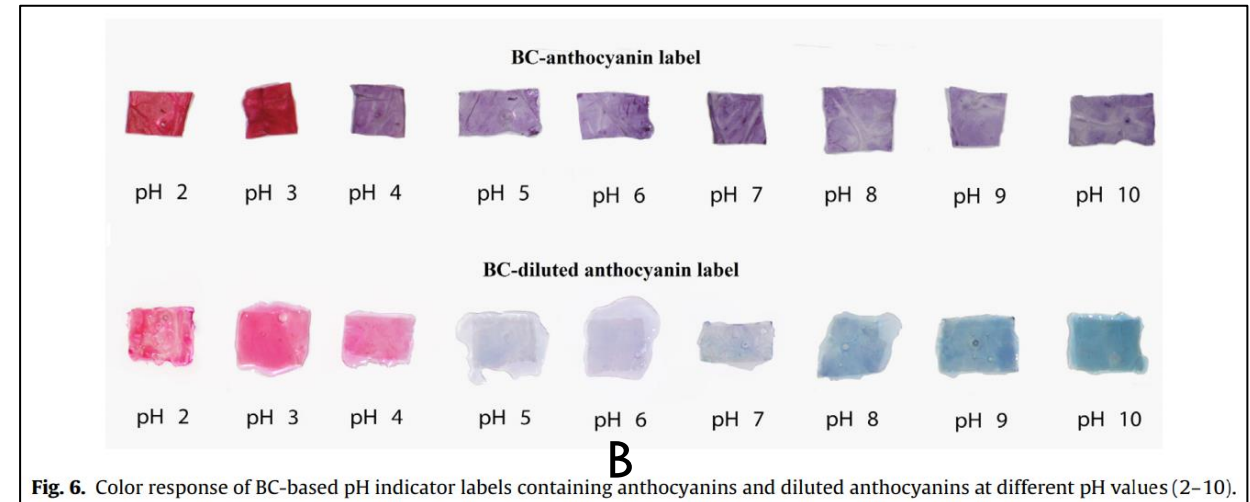 BC-anthocyanin label
pH 2 pH 3 pH 4 pH 5 pH 6 pH 7 pH 8 pH 9 pH 10
BC-diluted anthocyanin label
pH 2 pH 3 pH 4 pH 5 pH 6 pH 7 pH 8 pH 9 pH 10
B
Fig. 6. Color response of BC-based pH indicator labels containing anthocyanins and diluted anthocyanins at different pH values (2–10).